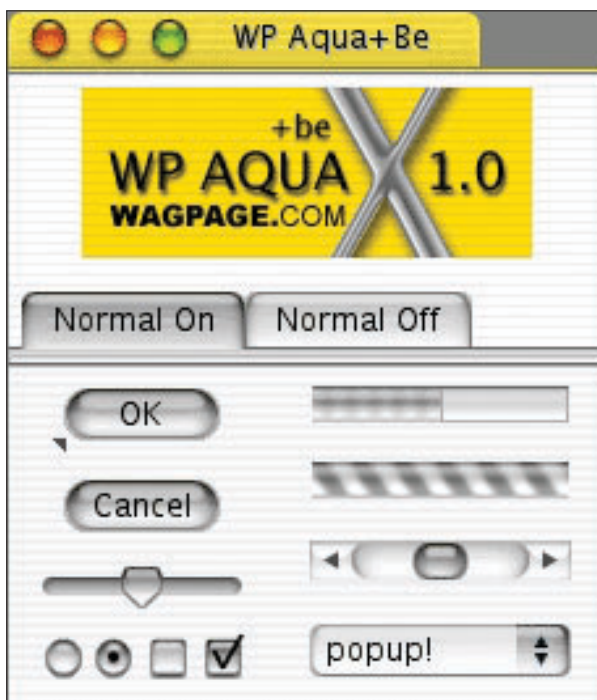 WP Aqua+Be
+be
WP AQUA X 1.0
WAGPAGE.COM
Normal On Normal Off
OK
Cancel
popup!